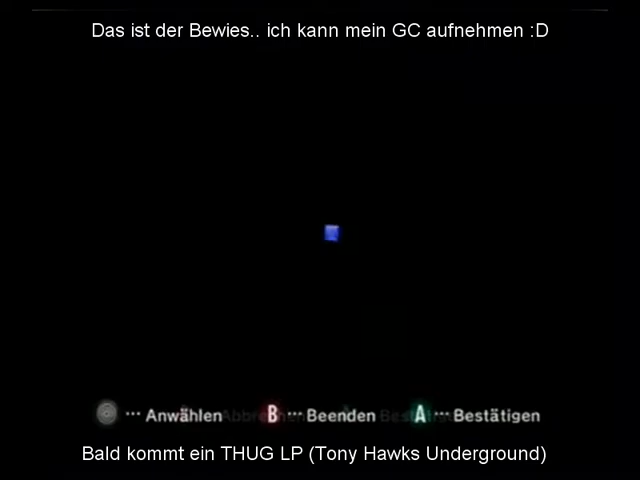 Das ist der Bewies.. ich kann mein GC aufnehmen :D
··· Anwählen B ··· Beenden A ··· Bestätigen
Bald kommt ein THUG LP (Tony Hawks Underground)